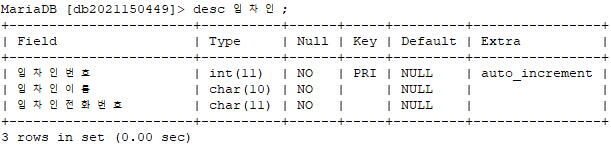 MariaDB [db2021150449]> desc 임차인;
+----------------+----------+------+-----+---------+----------------+
| Field | Type | Null | Key | Default | Extra |
+----------------+----------+------+-----+---------+----------------+
| 임차인번호 | int(11) | NO | PRI | NULL | auto_increment |
| 임차인이름 | char(10) | NO | | NULL | |
| 임차인전화번호 | char(11) | NO | | NULL | |
+----------------+----------+------+-----+---------+----------------+
3 rows in set (0.00 sec)